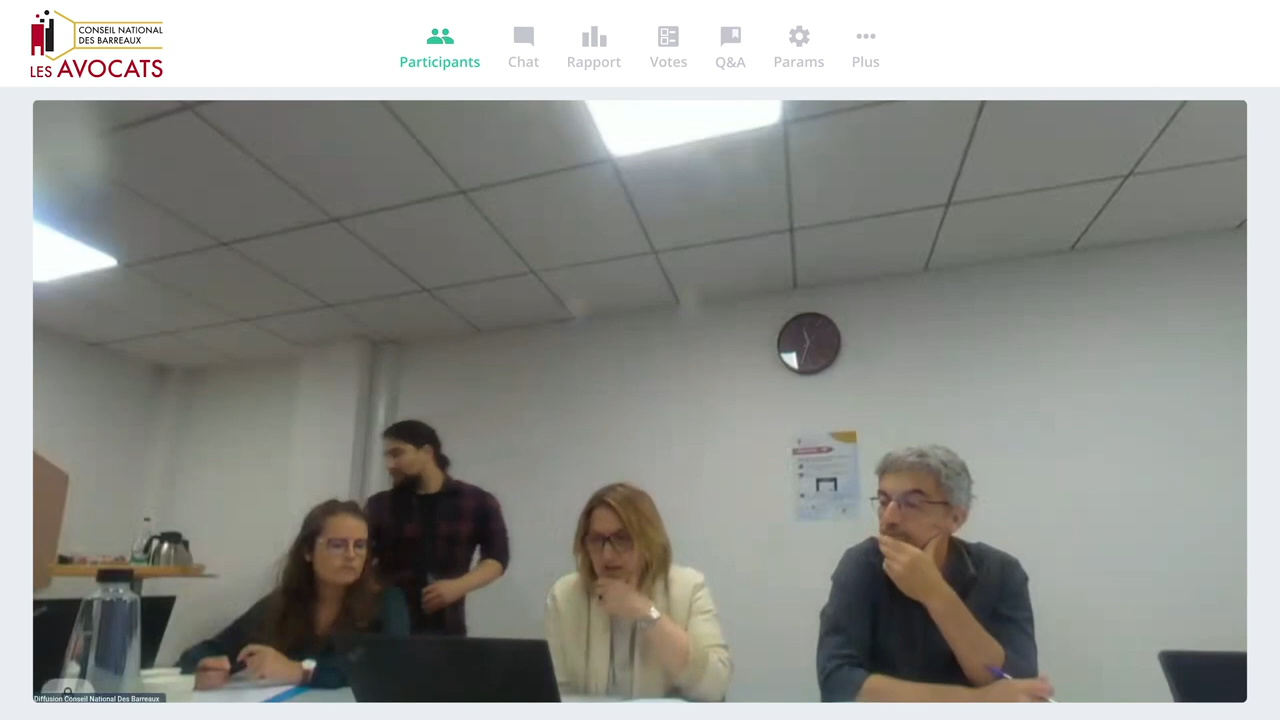 CONSEIL NATIONAL
DES BARREAUX
LES AVOCATS
Participants
Chat
Rapport
Votes
Q&A
Params
Plus
Diffusion Conseil National Des Barreaux